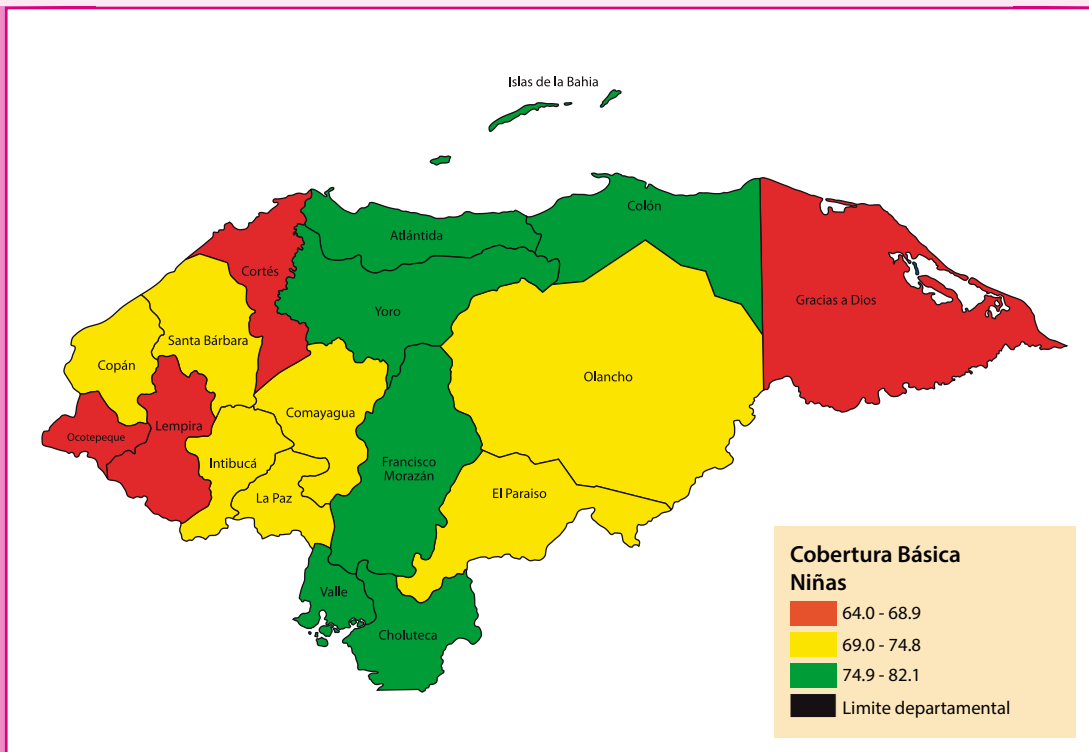 Islas de la Bahia
Colón
Atlántida
Cortés
Gracias a Dios
Yoro
Santa Bárbara
Copán
Olancho
Comayagua
Lempira
Ocotepeque
Intibucá
Francisco
Morazán
La Paz
El Paraiso
Valle
Choluteca
Cobertura Básica
Niñas
64.0 - 68.9
69.0 - 74.8
74.9 - 82.1
Limite departamental